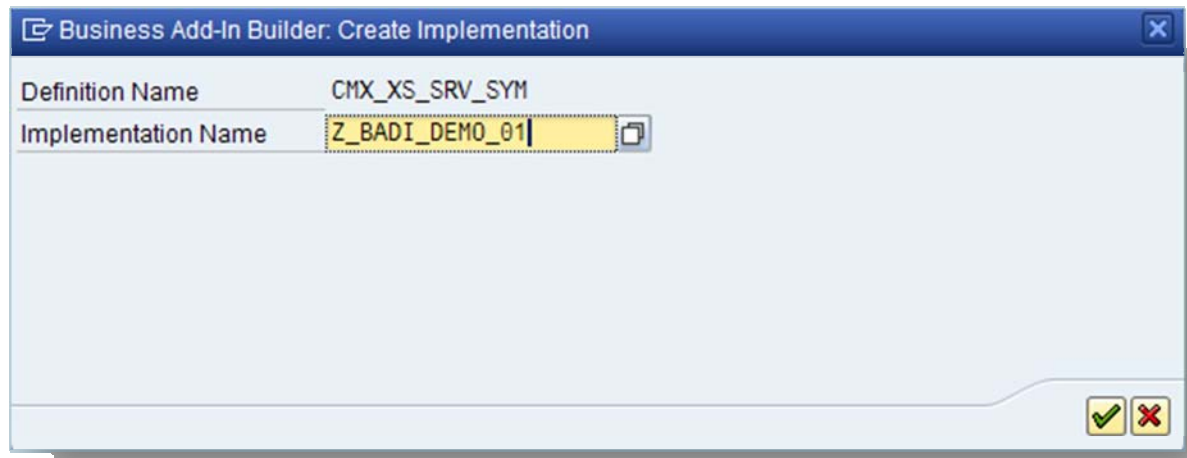 Business Add-In Builder: Create Implementation
Definition Name CMX_XS_SRV_SYM
Implementation Name Z_BADI_DEMO_01